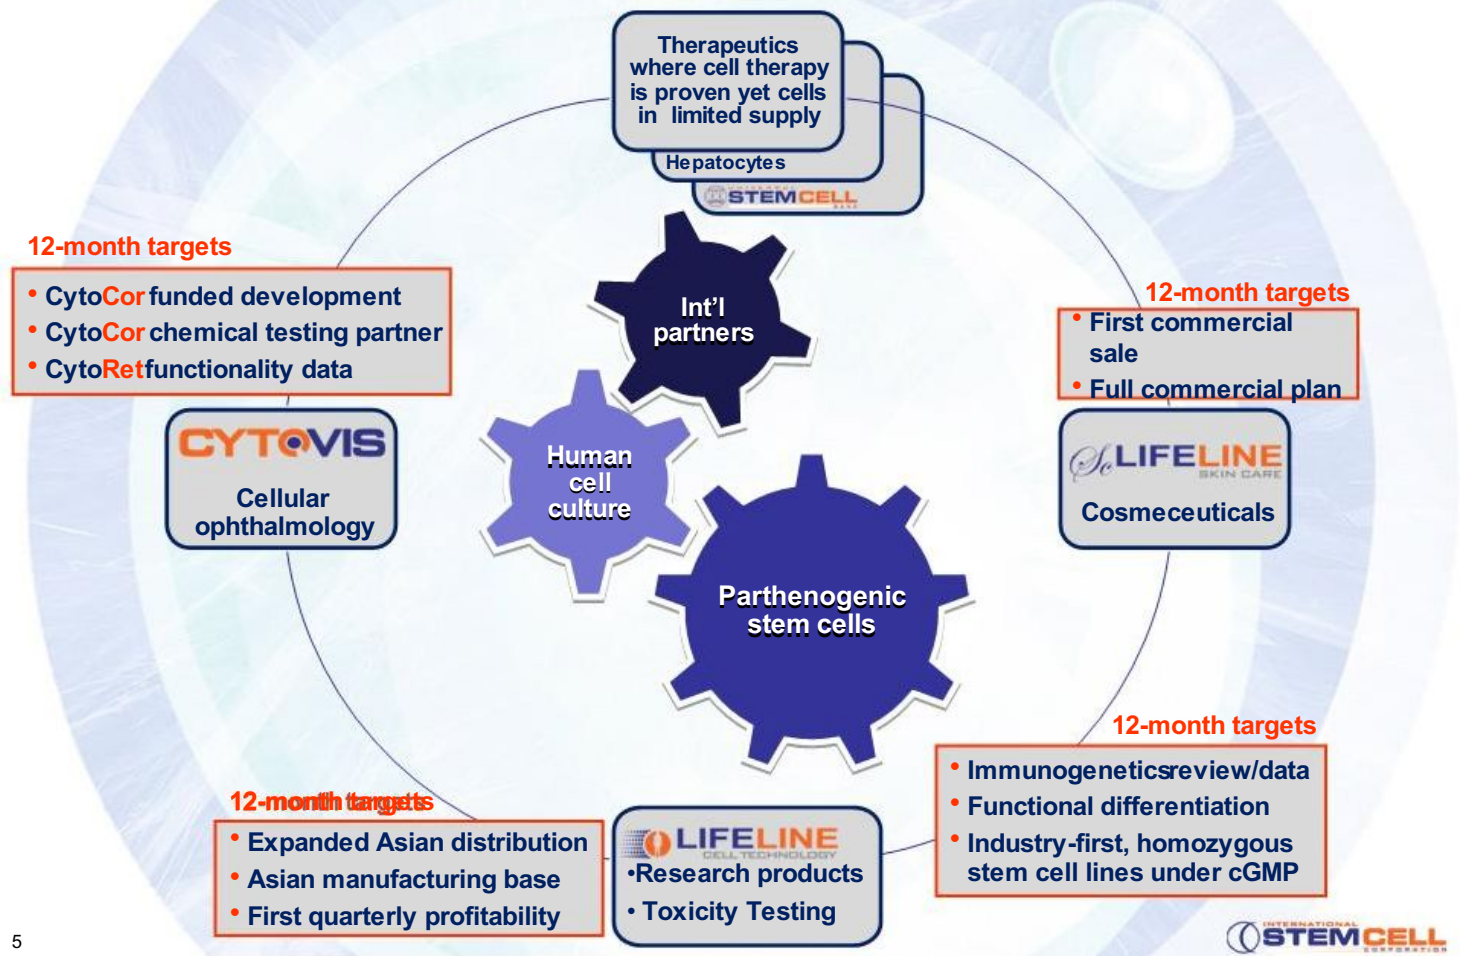 Therapeutics
where cell therapy
is proven yet cells
in limited supply
Hepatocytes
STEMCELL
BANK
12-month targets
• CytoCor funded development
• CytoCor chemical testing partner
• CytoRetfunctionality data
CYTOVIS
Cellular
ophthalmology
Int'l
partners
Human
cell
culture
Parthenogenic
stem cells
12-month targets
• First commercial
sale
• Full commercial plan
Sc LIFELINE
SKIN CARE
Cosmeceuticals
12-month targets
• Immunogeneticsreview/data
• Functional differentiation
• Industry-first, homozygous
stem cell lines under cGMP
12-month targets
• Expanded Asian distribution
• Asian manufacturing base
• First quarterly profitability
LIFELINE
CELL TECHNOLOGY
•Research products
• Toxicity Testing
5
INTERNATIONAL
STEMCELL
CORPORATION